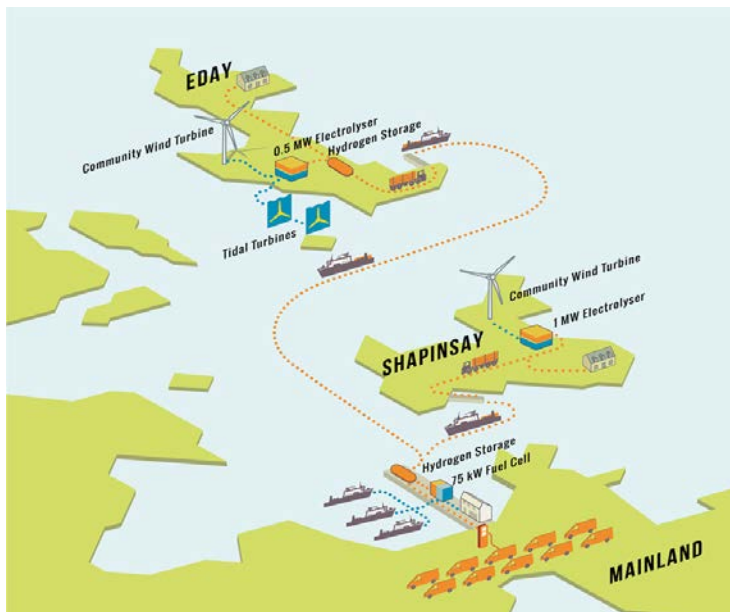 EDAY
Community Wind Turbine
0.5 MW Electrolyser
Hydrogen Storage
Tidal Turbines
Community Wind Turbine
1 MW Electrolyser
SHAPINSAY
Hydrogen Storage
75 kW Fuel Cell
MAINLAND